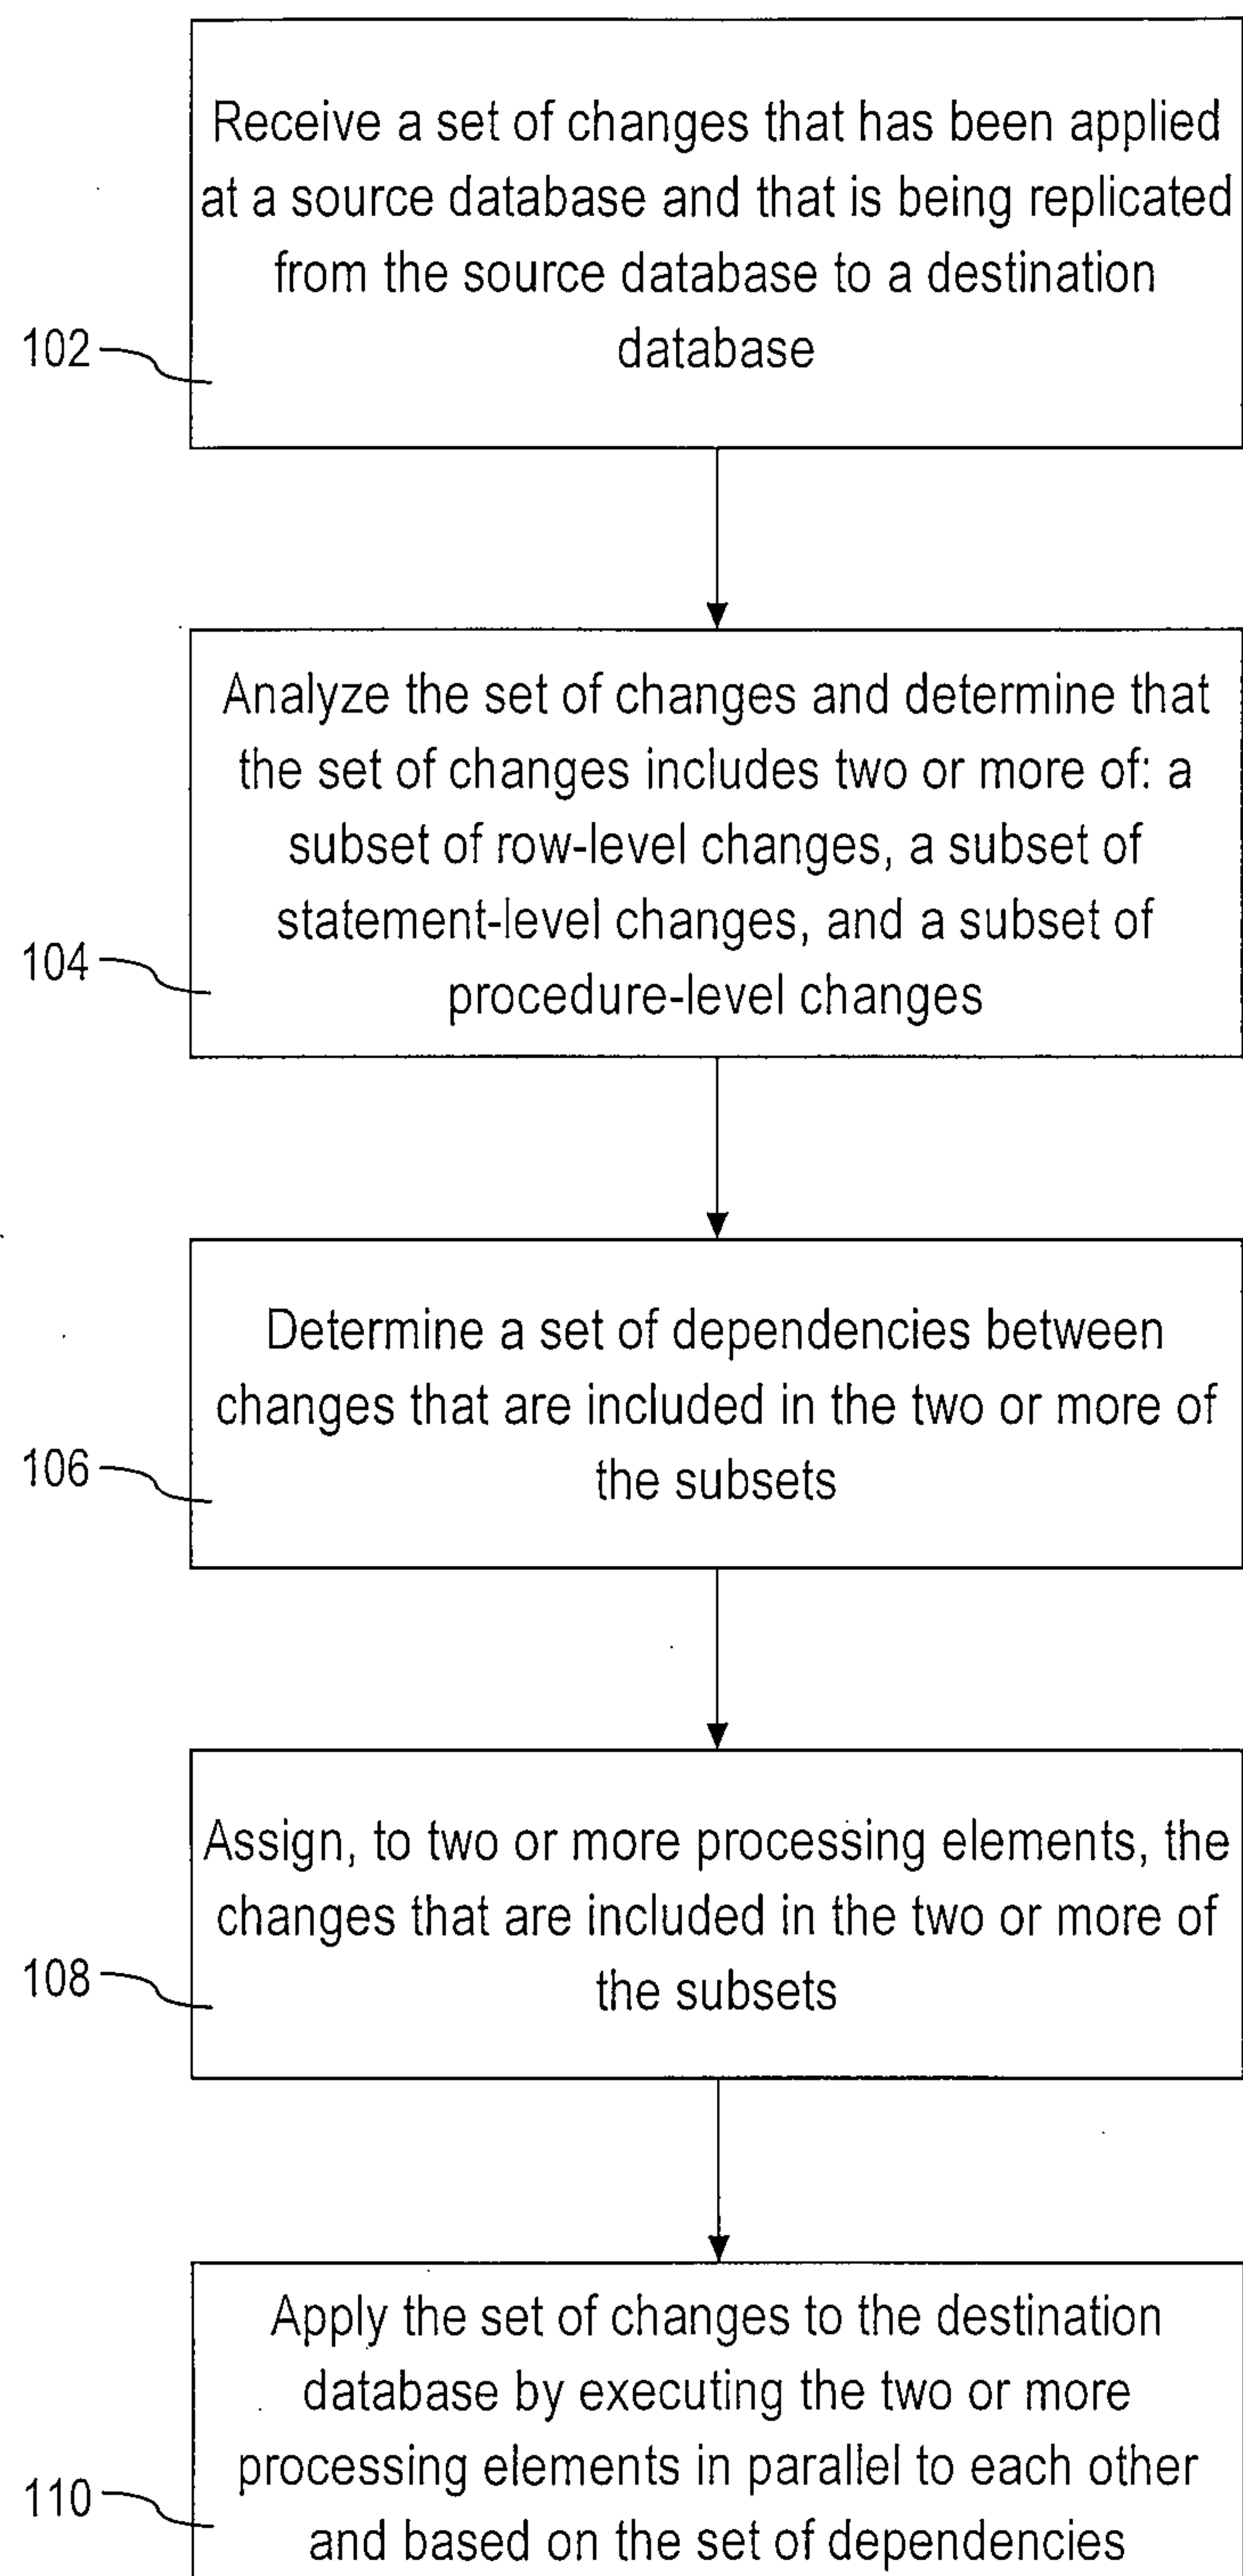 Receive a set of changes that has been applied
at a source database and that is being replicated
from the source database to a destination
database
102
Analyze the set of changes and determine that
the set of changes includes two or more of: a
subset of row-level changes, a subset of
statement-level changes, and a subset of
procedure-level changes
104
Determine a set of dependencies between
changes that are included in the two or more of
the subsets
106
Assign, to two or more processing elements, the
changes that are included in the two or more of
the subsets
108
Apply the set of changes to the destination
database by executing the two or more
processing elements in parallel to each other
and based on the set of dependencies
110